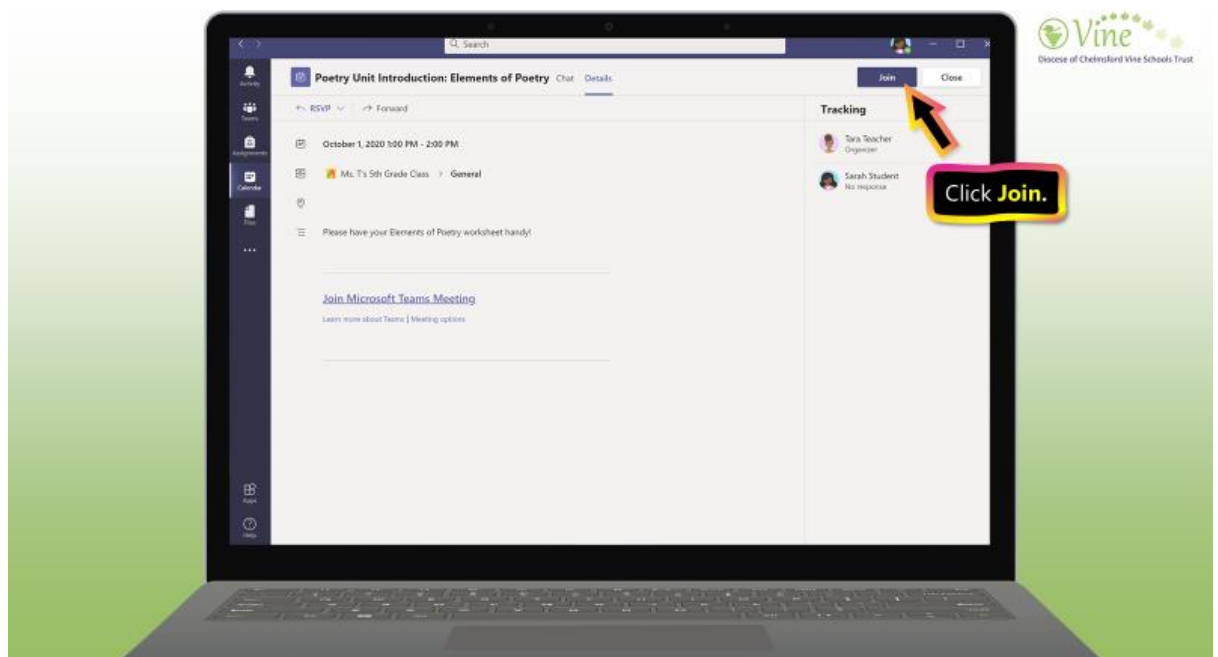 Vine
Diocese of Chelmsford Vine Schools Trust
Search
Activity
Teams
Assignments
Calendar
Files
Apps
Help
Poetry Unit Introduction: Elements of Poetry Chat Details
Join Close
RSVP Forward
October 1, 2020 1:00 PM - 2:00 PM
Ms. T's 5th Grade Class > General
Please have your Elements of Poetry worksheet handy!
Join Microsoft Teams Meeting
Learn more about Teams | Meeting options
Tracking
Tara Teacher
Organizer
Sarah Student
No response
Click Join.